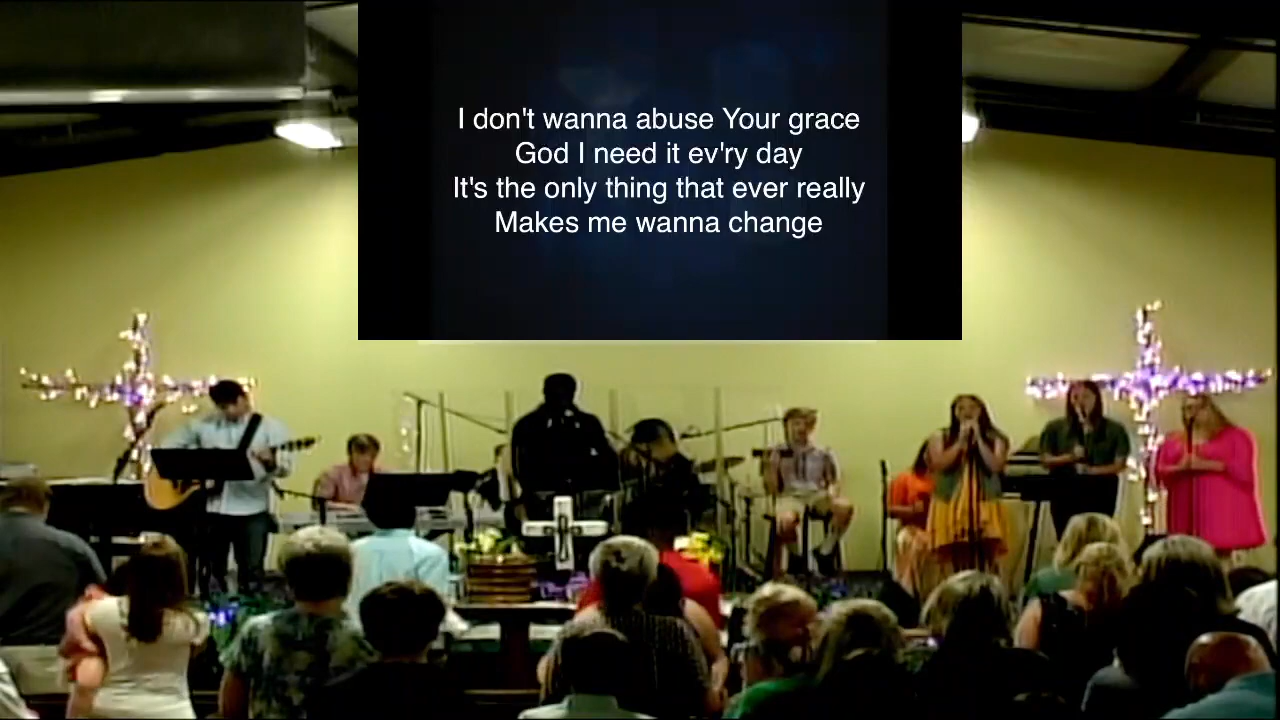 I don't wanna abuse Your grace
God I need it ev'ry day
It's the only thing that ever really
Makes me wanna change